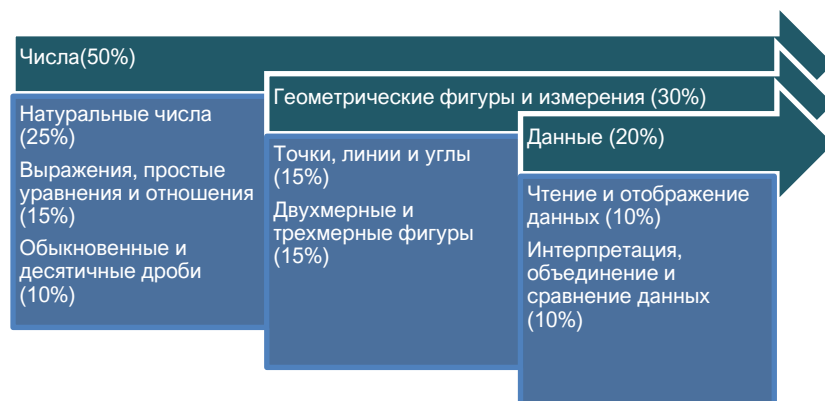 Числа(50%)
Натуральные числа
(25%)
Выражения, простые
уравнения и отношения
(15%)
Обыкновенные и
десятичные дроби
(10%)
Геометрические фигуры и измерения (30%)
Точки, линии и углы
(15%)
Двухмерные и
трехмерные фигуры
(15%)
Данные (20%)
Чтение и отображение
данных (10%)
Интерпретация,
объединение и
сравнение данных
(10%)